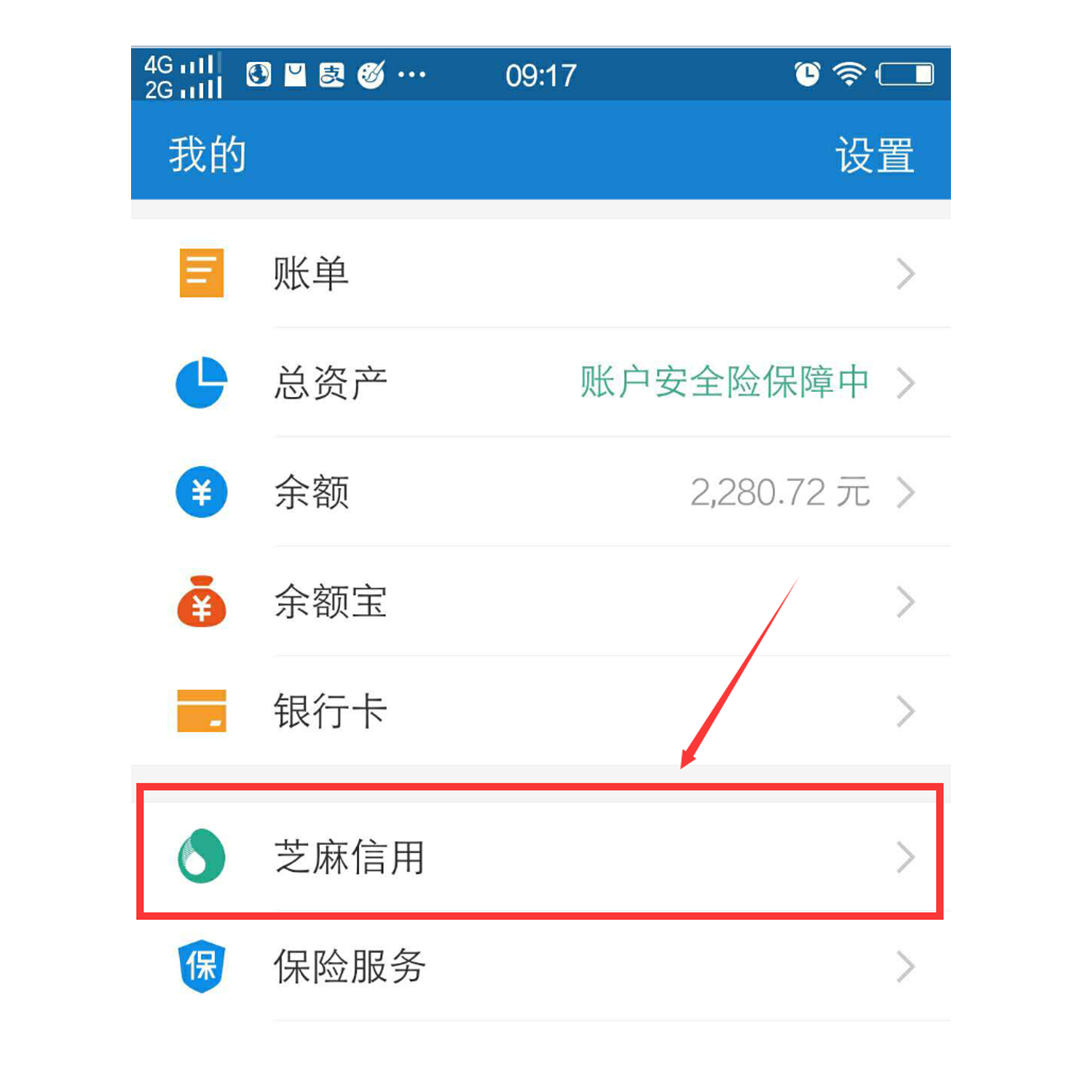 4G 09:17
2G
我的 设置
账单
总资产 账户安全险保障中
余额 2,280.72 元
余额宝
银行卡
芝麻信用
保 保险服务